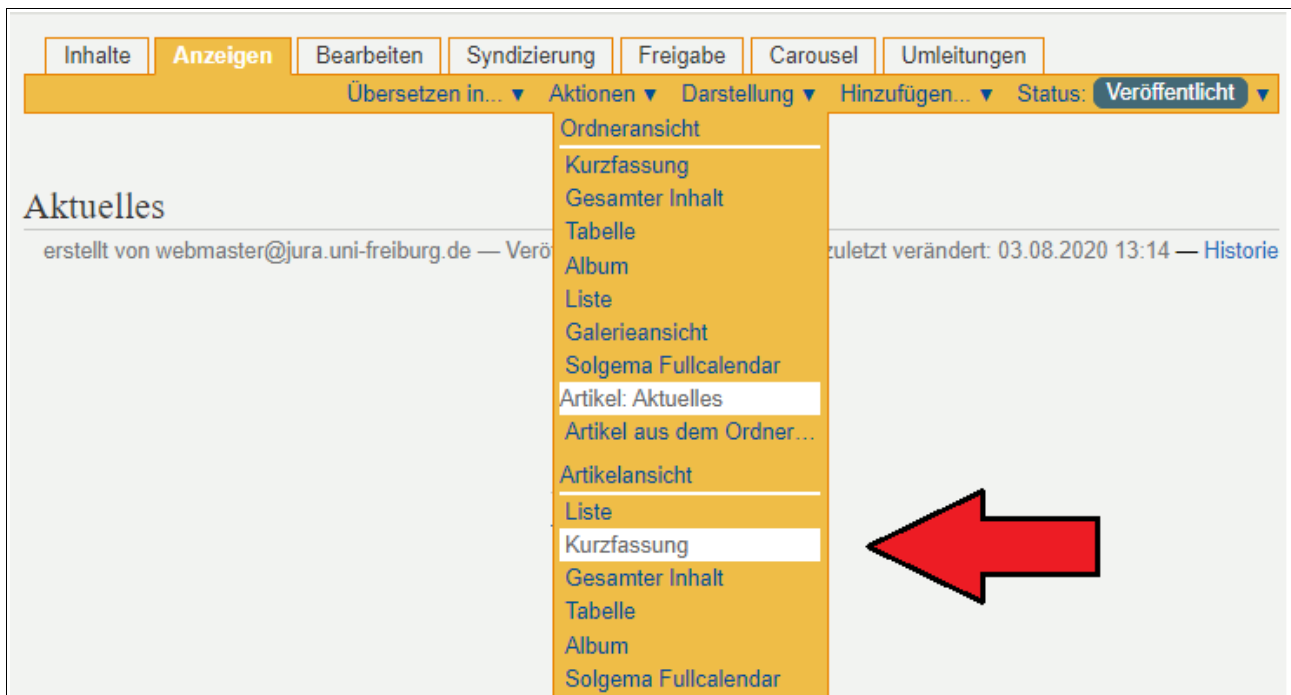 Inhalte Anzeigen Bearbeiten Syndizierung Freigabe Carousel Umleitungen
Übersetzen in... ▼ Aktionen ▼ Darstellung ▼ Hinzufügen... ▼ Status: Veröffentlicht ▼
Ordneransicht
Kurzfassung
Gesamter Inhalt
Tabelle
Album
Liste
Galerieansicht
Solgema Fullcalendar
Artikel: Aktuelles
Artikel aus dem Ordner...
Artikelansicht
Liste
Kurzfassung
Gesamter Inhalt
Tabelle
Album
Solgema Fullcalendar
Aktuelles
erstellt von webmaster@jura.uni-freiburg.de — zuletzt verändert: 03.08.2020 13:14 — Historie